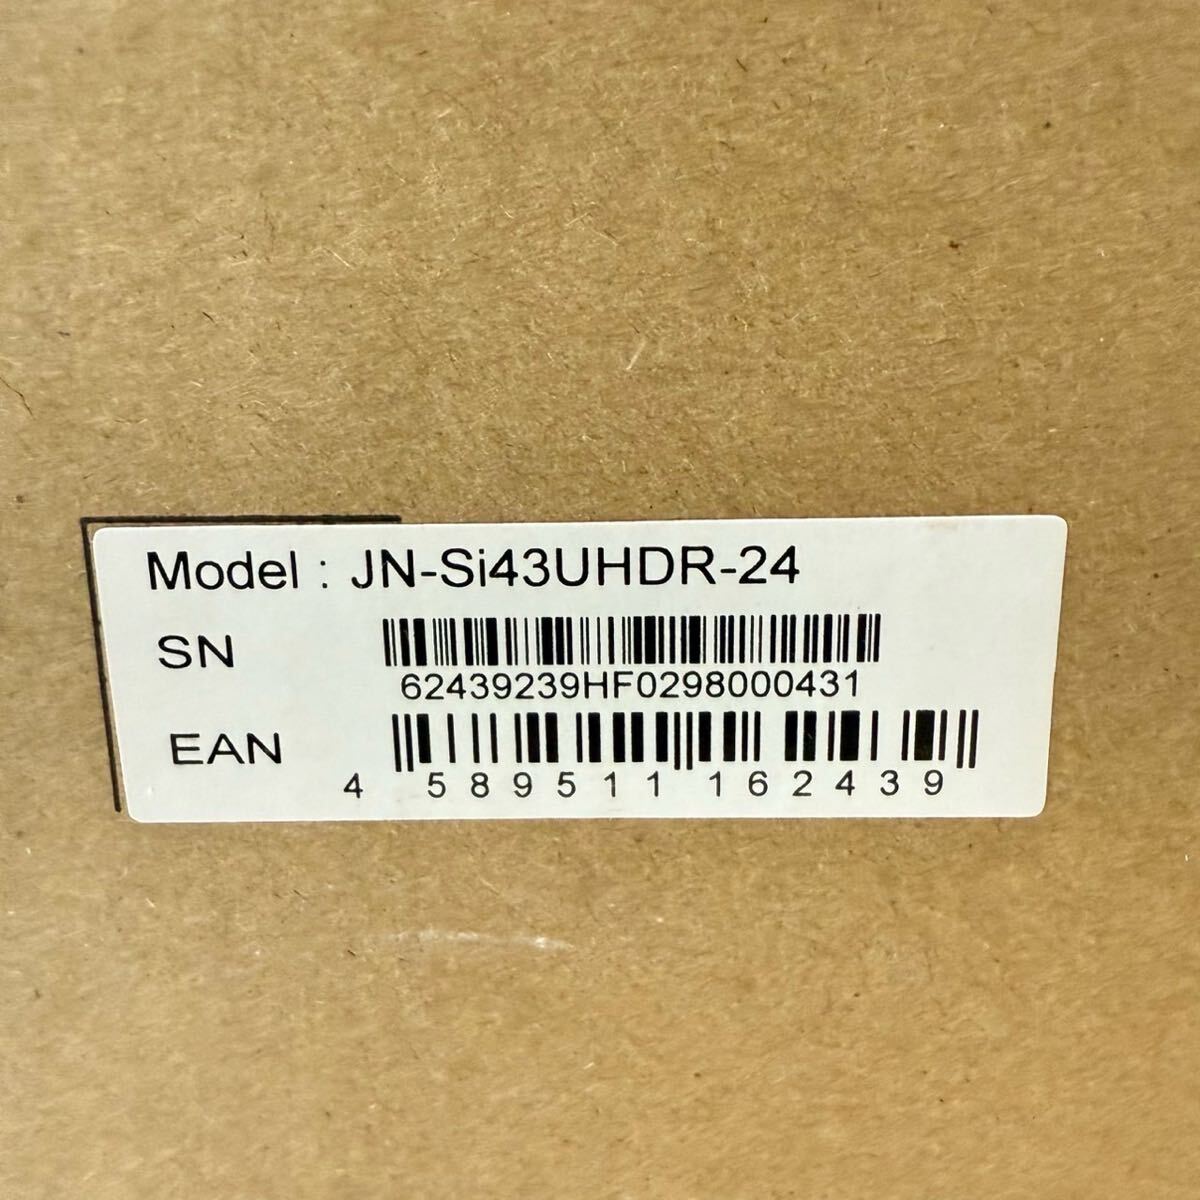 Model : JN-Si43UHDR-24
SN
62439239HF0298000431
EAN
4 589511 162439